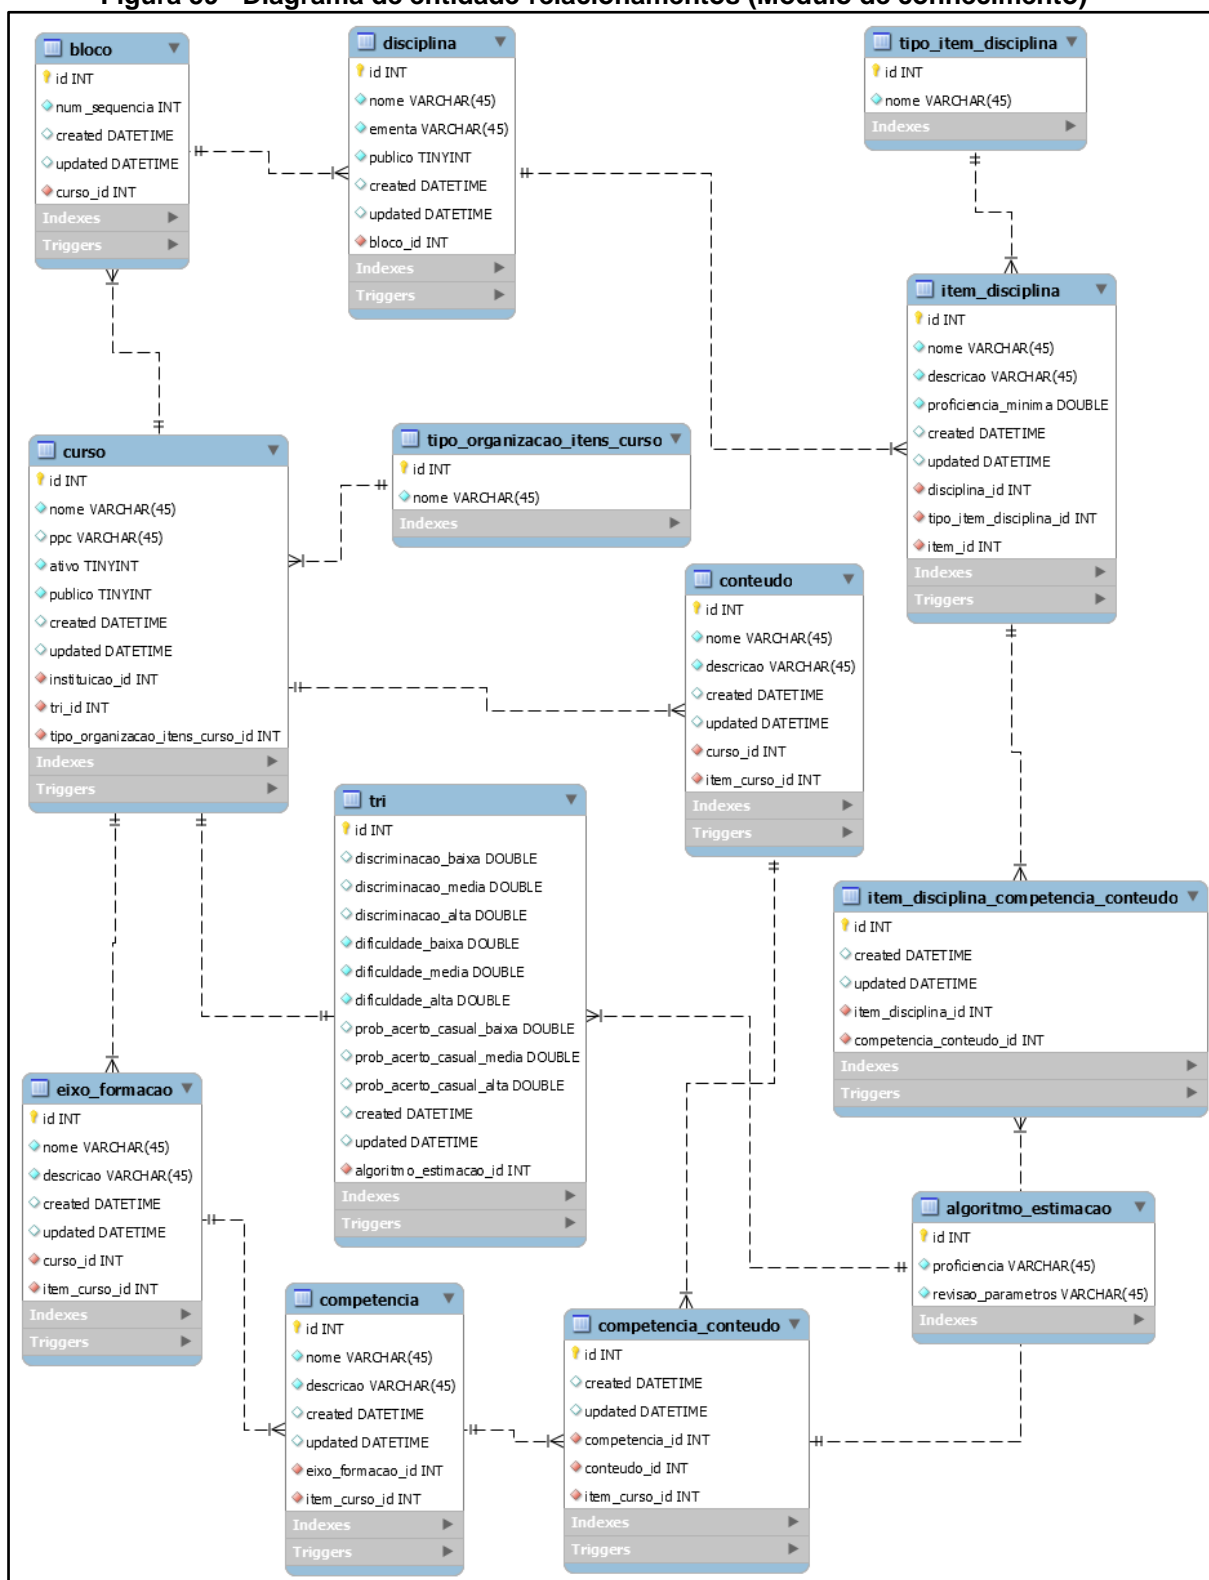 bloco
id INT
num_sequencia INT
created DATETIME
updated DATETIME
curso_id INT
Indexes
Triggers
disciplina
id INT
nome VARCHAR(45)
ementa VARCHAR(45)
publico TINYINT
created DATETIME
updated DATETIME
bloco_id INT
Indexes
Triggers
tipo_item_disciplina
id INT
nome VARCHAR(45)
Indexes
item_disciplina
id INT
nome VARCHAR(45)
descricao VARCHAR(45)
proficiencia_minima DOUBLE
created DATETIME
updated DATETIME
disciplina_id INT
tipo_item_disciplina_id INT
item_id INT
Indexes
Triggers
curso
id INT
nome VARCHAR(45)
ppc VARCHAR(45)
ativo TINYINT
publico TINYINT
created DATETIME
updated DATETIME
instituicao_id INT
tri_id INT
tipo_organizacao_itens_curso_id INT
Indexes
Triggers
tipo_organizacao_itens_curso
id INT
nome VARCHAR(45)
Indexes
conteudo
id INT
nome VARCHAR(45)
descricao VARCHAR(45)
created DATETIME
updated DATETIME
curso_id INT
item_curso_id INT
Indexes
Triggers
tri
id INT
discriminacao_baixa DOUBLE
discriminacao_media DOUBLE
discriminacao_alta DOUBLE
dificuldade_baixa DOUBLE
dificuldade_media DOUBLE
dificuldade_alta DOUBLE
prob_acerto_casual_baixa DOUBLE
prob_acerto_casual_media DOUBLE
prob_acerto_casual_alta DOUBLE
created DATETIME
updated DATETIME
algoritmo_estimacao_id INT
Indexes
Triggers
item_disciplina_competencia_conteudo
id INT
created DATETIME
updated DATETIME
item_disciplina_id INT
competencia_conteudo_id INT
Indexes
Triggers
eixo_formacao
id INT
nome VARCHAR(45)
descricao VARCHAR(45)
created DATETIME
updated DATETIME
curso_id INT
item_curso_id INT
Indexes
Triggers
algoritmo_estimacao
id INT
proficiencia VARCHAR(45)
revisao_parametros VARCHAR(45)
Indexes
competencia
id INT
nome VARCHAR(45)
descricao VARCHAR(45)
created DATETIME
updated DATETIME
eixo_formacao_id INT
item_curso_id INT
Indexes
Triggers
competencia_conteudo
id INT
created DATETIME
updated DATETIME
competencia_id INT
conteudo_id INT
item_curso_id INT
Indexes
Triggers